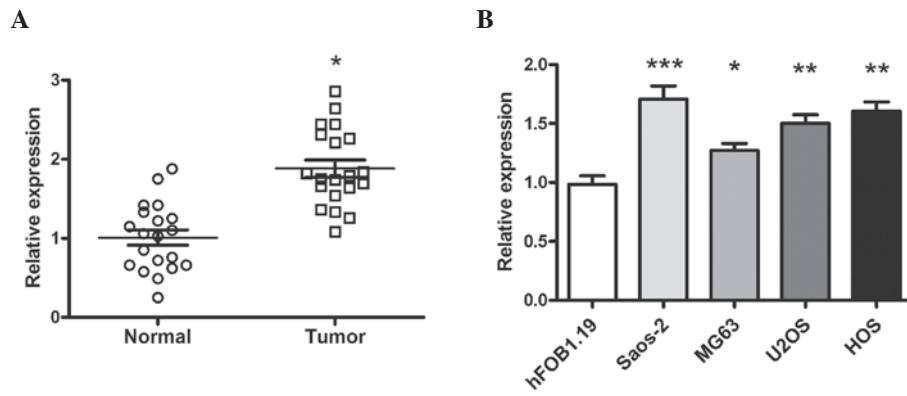 A
Relative expression
3
2
1
0
*
Normal
Tumor
B
Relative expression
2.0
1.5
1.0
0.5
0.0
***
*
**
**
hFOB1.19
Saos-2
MG63
U2OS
HOS